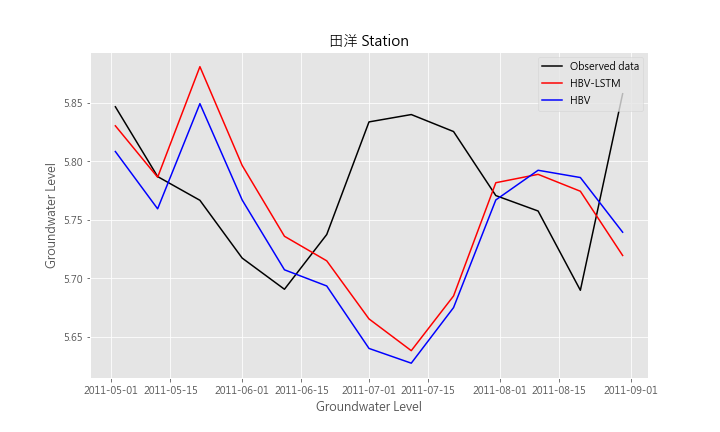 田洋 Station
Observed data
HBV-LSTM
HBV
Groundwater Level
5.85
5.80
5.75
5.70
5.65
2011-05-01 2011-05-15 2011-06-01 2011-06-15 2011-07-01 2011-07-15 2011-08-01 2011-08-15 2011-09-01
Groundwater Level